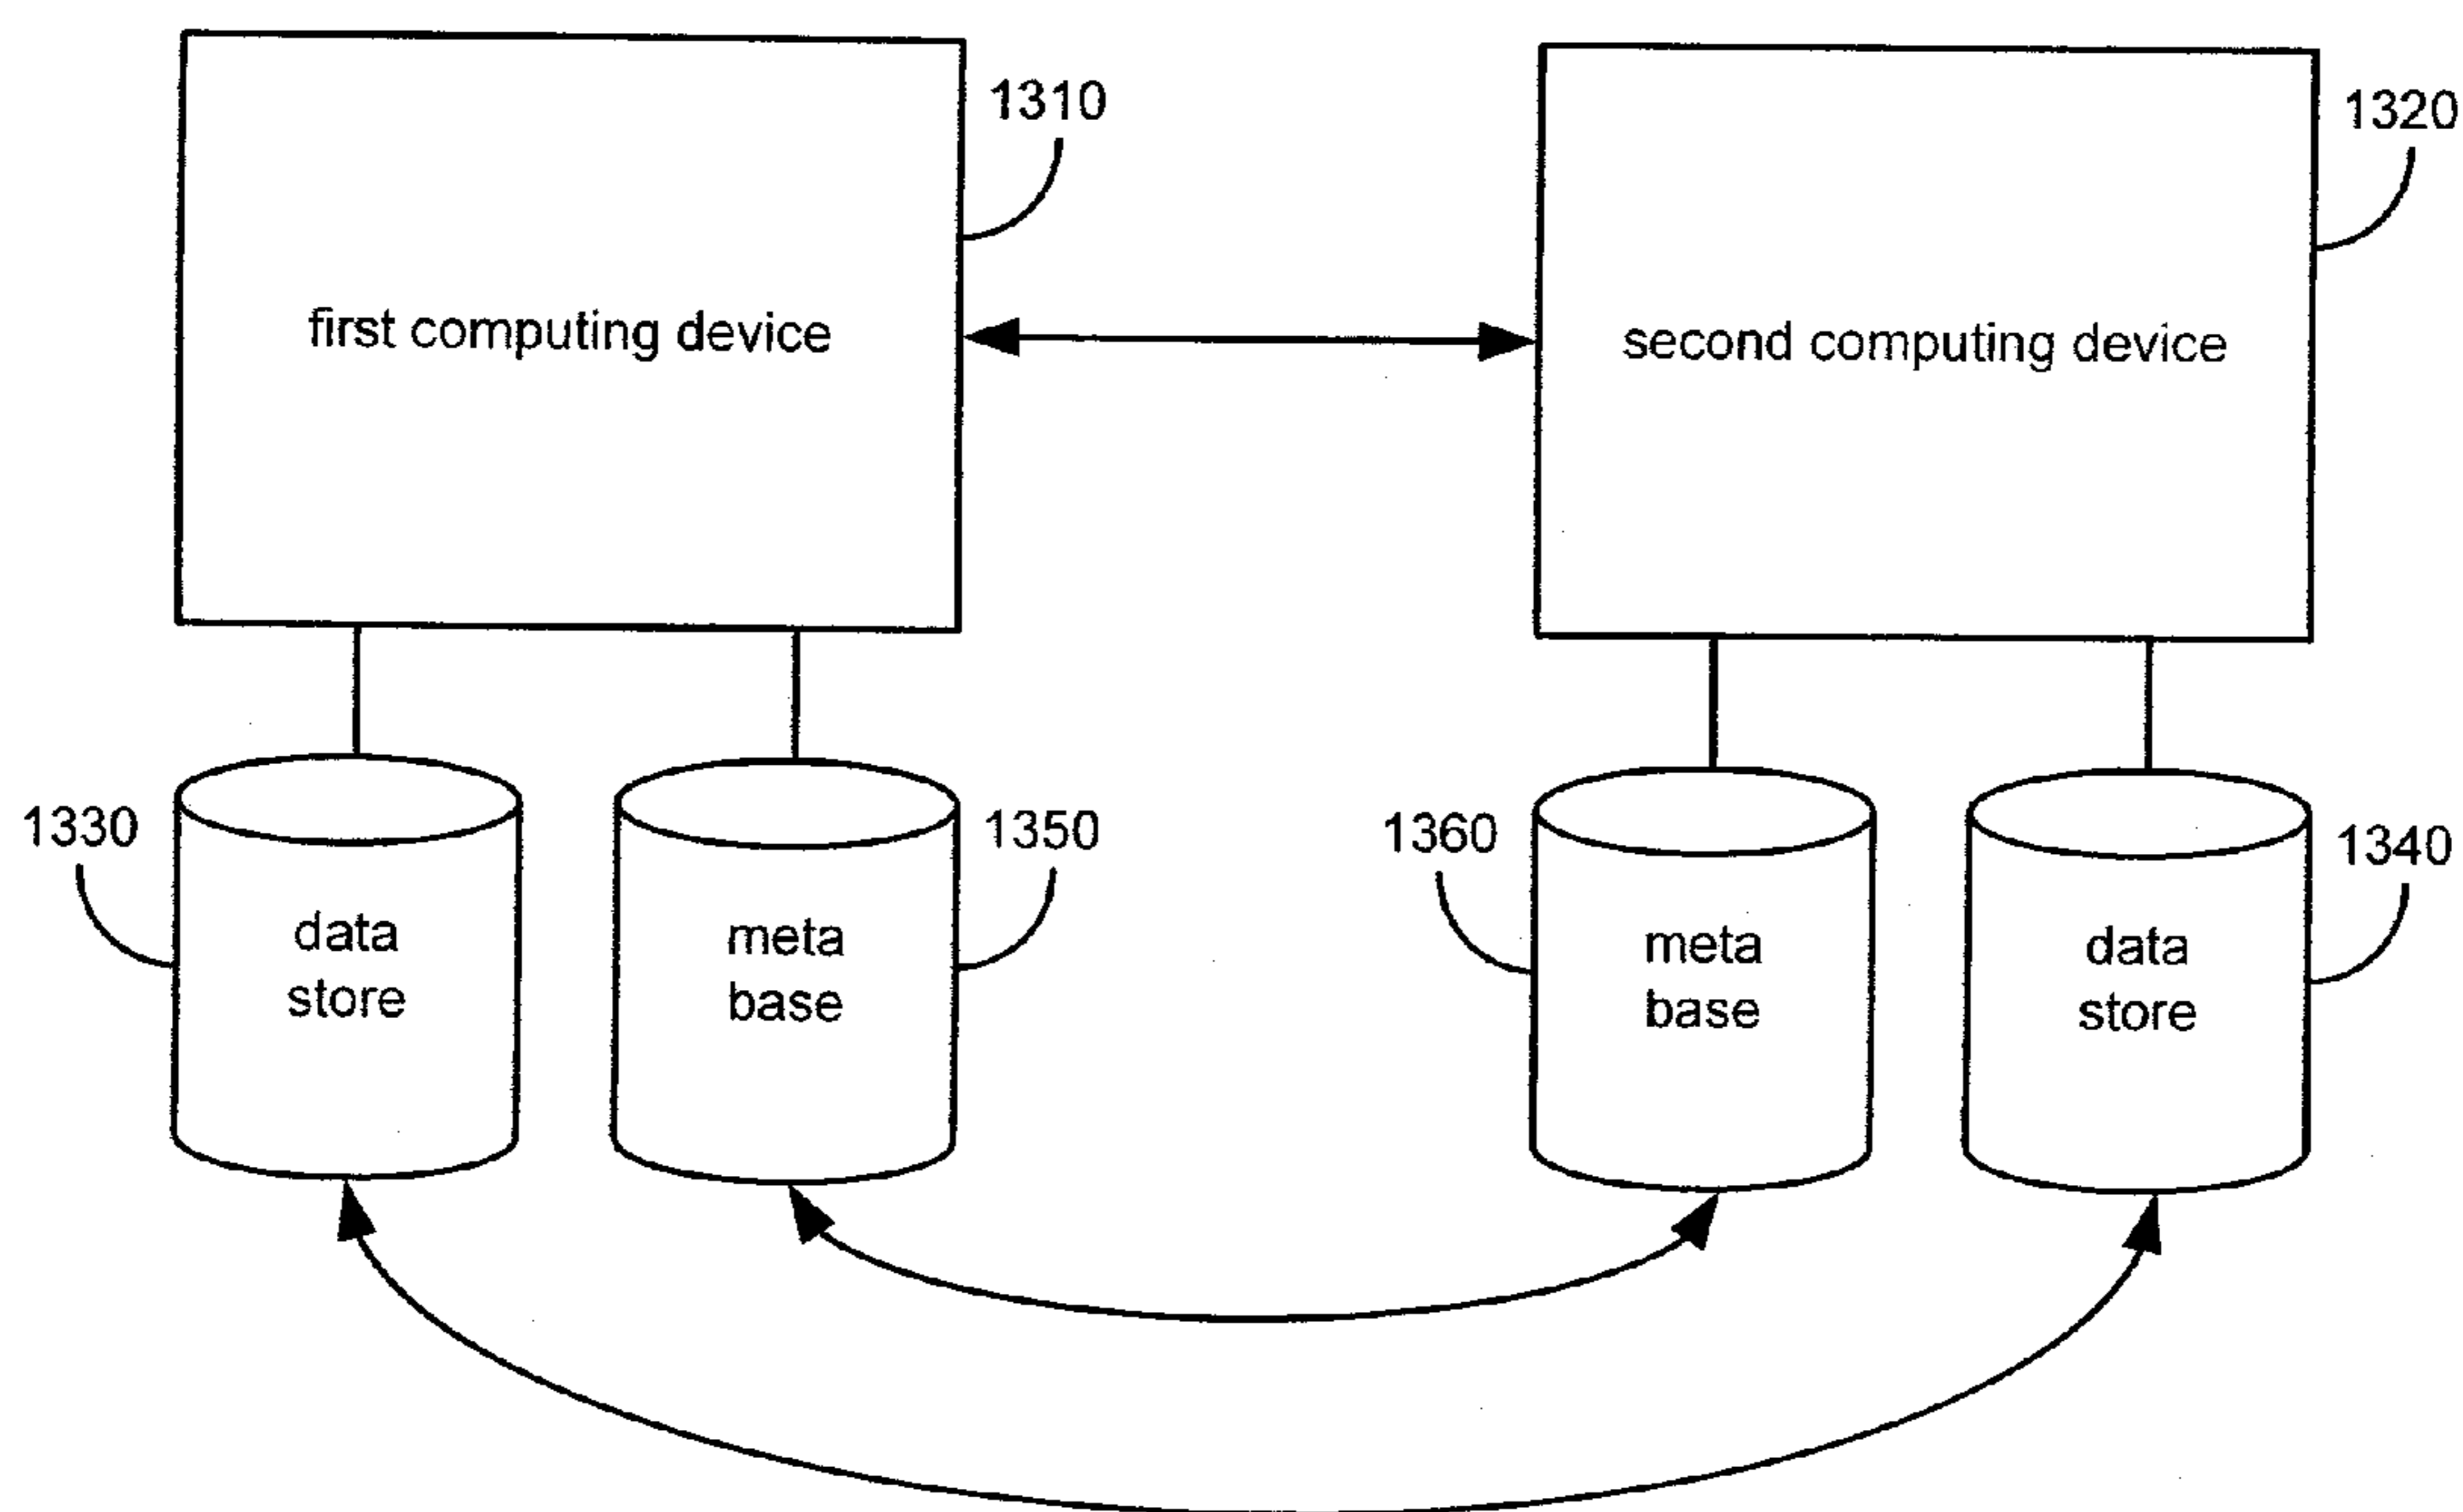 1310
1320
first computing device
second computing device
1330
1350
1360
1340
data
store
meta
base
meta
base
data
store